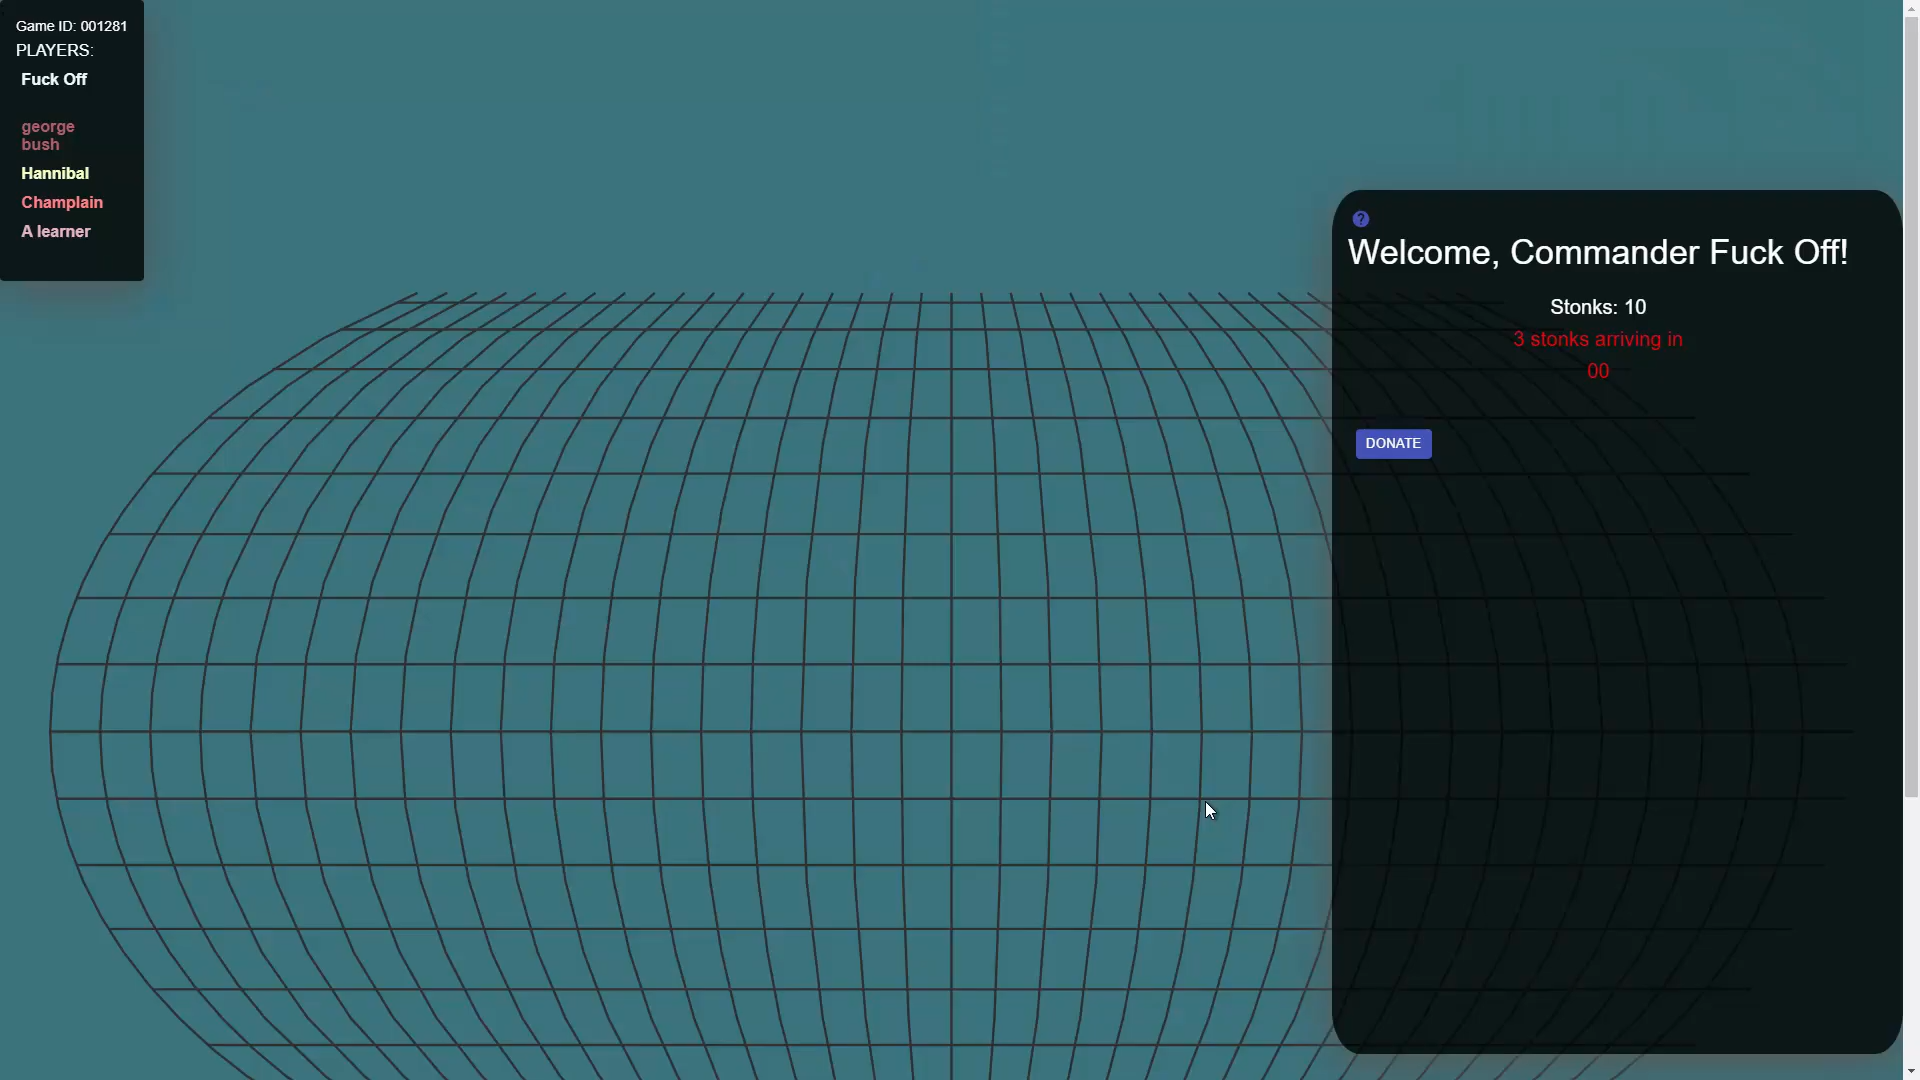 Game ID: 001281
PLAYERS:
Fuck Off
george
bush
Hannibal
Champlain
A learner
?
Welcome, Commander Fuck Off!
Stonks: 10
3 stonks arriving in
00
DONATE